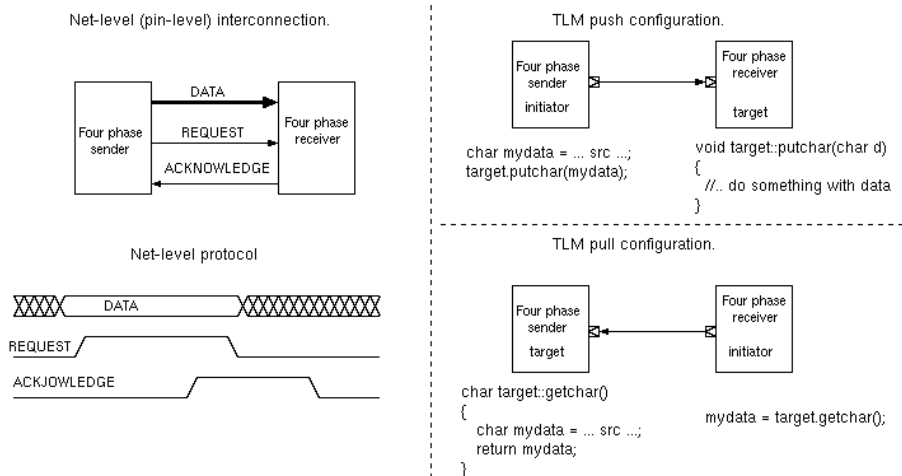 Net-level (pin-level) interconnection.
Four phase
sender
DATA
REQUEST
ACKNOWLEDGE
Four phase
receiver
Net-level protocol
DATA
REQUEST
ACKJOWLEDGE
TLM push configuration.
Four phase
sender
initiator
Four phase
receiver
target
char mydata = ... src ...;
target.putchar(mydata);
void target::putchar(char d)
{
//.. do something with data
}
TLM pull configuration.
Four phase
sender
target
Four phase
receiver
initiator
char target::getchar()
{
char mydata = ... src ...;
return mydata;
}
mydata = target.getchar();